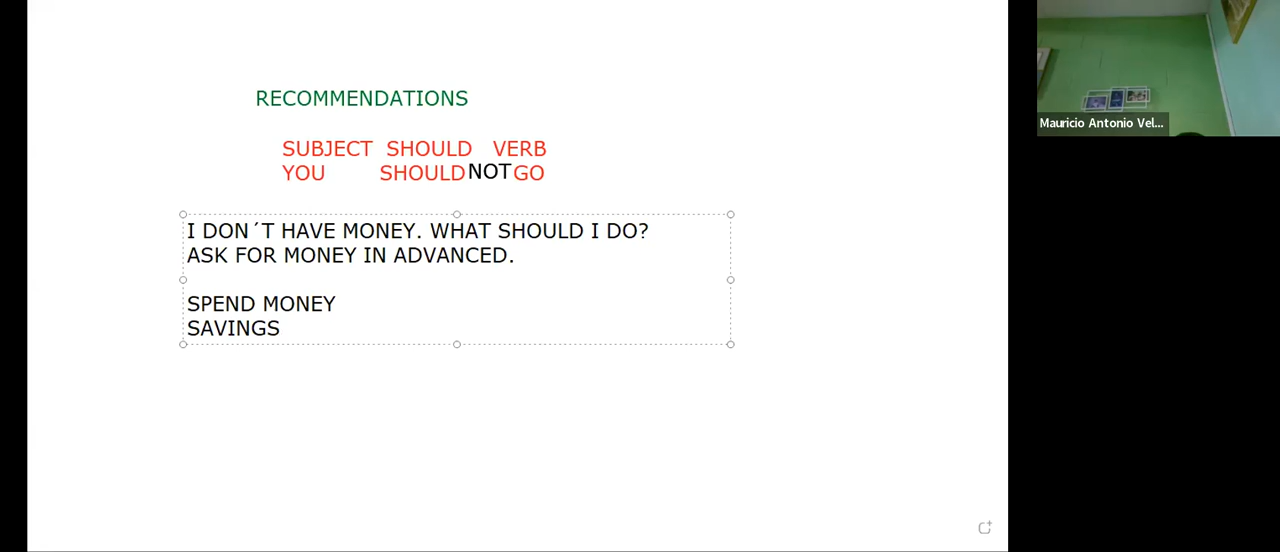 RECOMMENDATIONS
SUBJECT SHOULD VERB
YOU SHOULD NOT GO
I DON´T HAVE MONEY. WHAT SHOULD I DO?
ASK FOR MONEY IN ADVANCED.
SPEND MONEY
SAVINGS
Mauricio Antonio Vel...